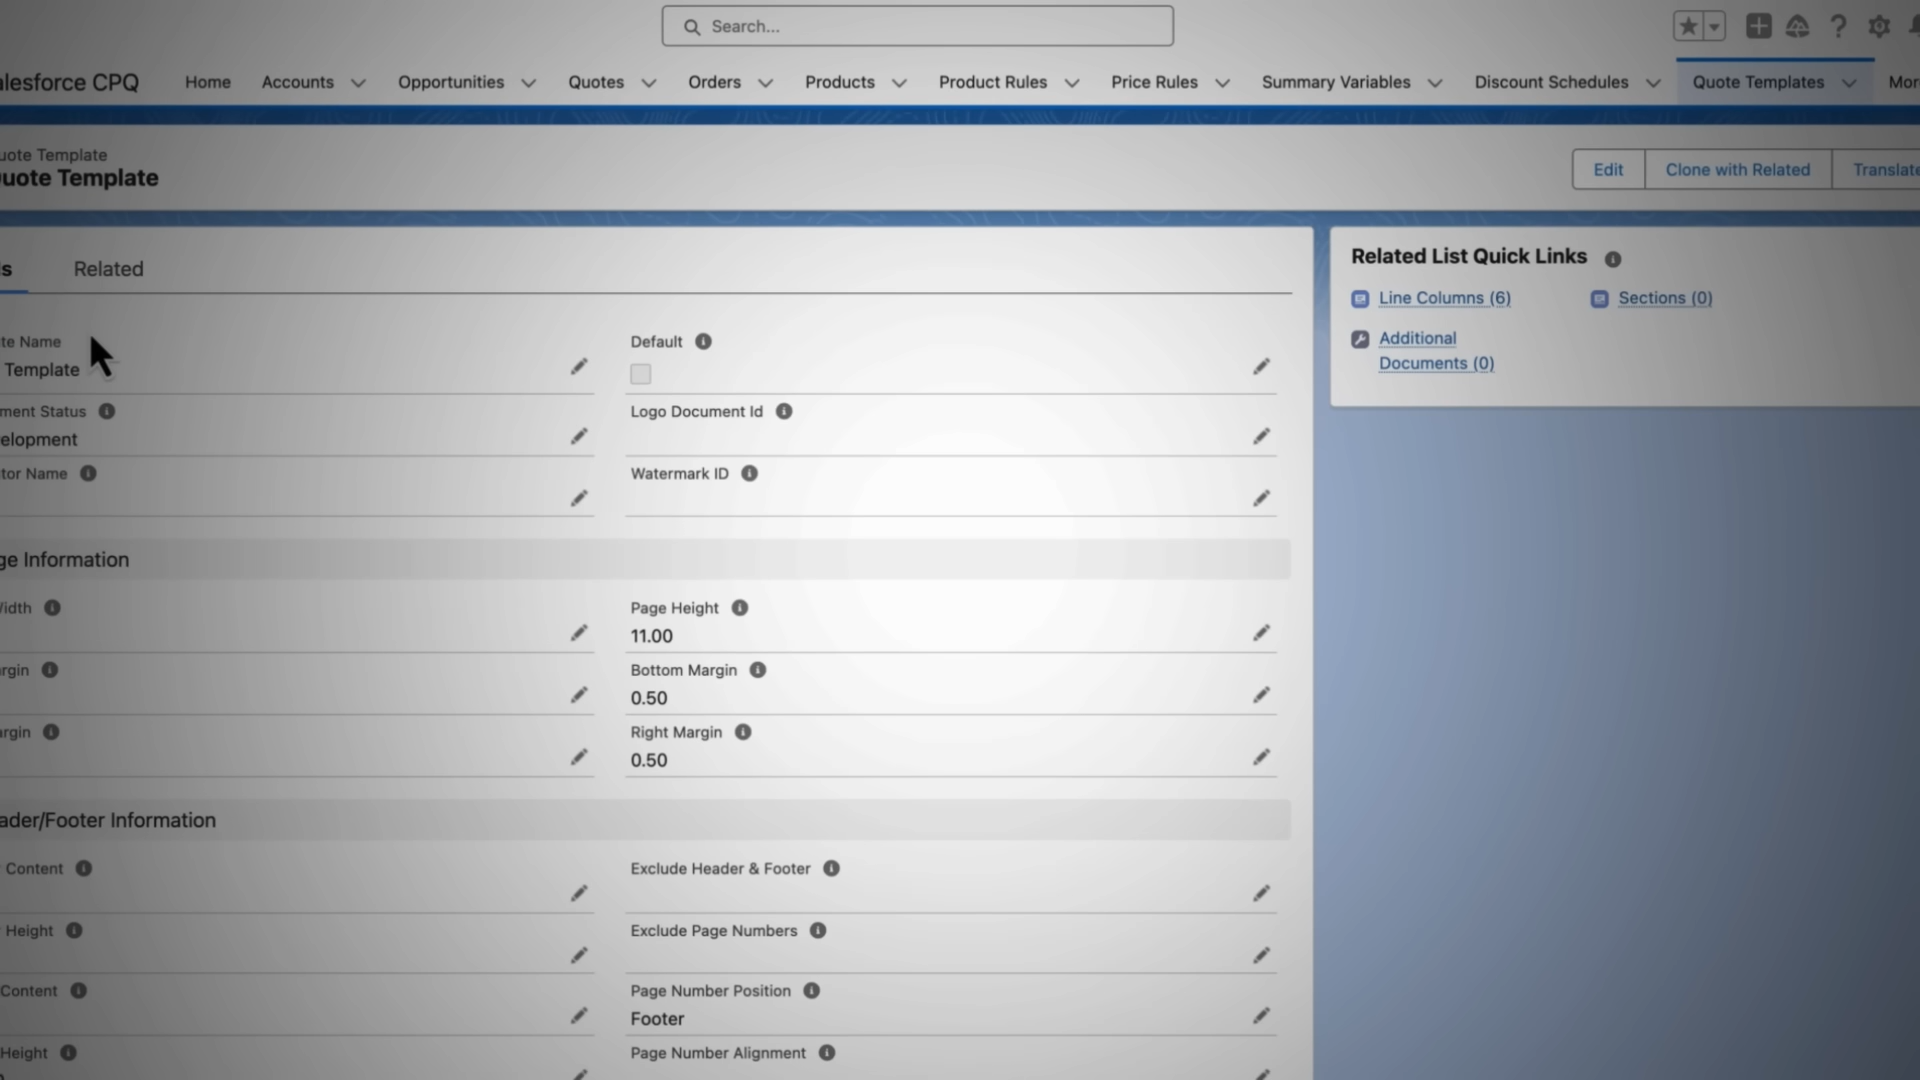 Search...
alesforce CPQ Home Accounts Opportunities Quotes Orders Products Product Rules Price Rules Summary Variables Discount Schedules Quote Templates Mor
uote Template
uote Template
Edit Clone with Related Translate
s Related
Related List Quick Links
Line Columns (6) Sections (0)
Additional
Documents (0)
te Name Default
Template
ment Status Logo Document Id
elopment
tor Name Watermark ID
ge Information
Width Page Height
11.00
rgin Bottom Margin
0.50
argin Right Margin
0.50
ader/Footer Information
Content Exclude Header & Footer
Height Exclude Page Numbers
Content Page Number Position
Footer
Height Page Number Alignment